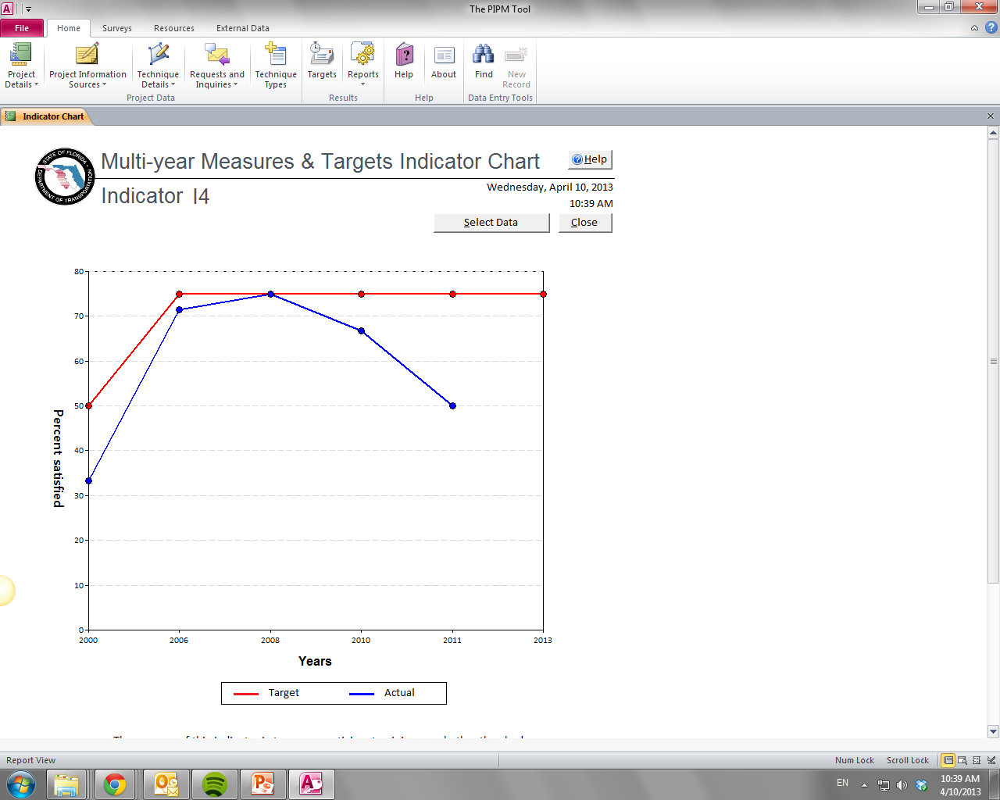 The PIPM Tool
File Home Surveys Resources External Data
Project Details
Project Information Sources
Technique Details
Requests and Inquiries
Technique Types
Targets
Reports
Help
About
Find
New Record
Project Data
Results
Help
Data Entry Tools
Indicator Chart
STATE OF FLORIDA
DEPARTMENT OF TRANSPORTATION
Multi-year Measures & Targets Indicator Chart
Help
Indicator I4
Wednesday, April 10, 2013
10:39 AM
Select Data
Close
80
70
60
50
40
30
20
10
0
Percent satisfied
2000 2006 2008 2010 2011 2013
Years
Target Actual
Report View
Num Lock Scroll Lock
EN
10:39 AM
4/10/2013